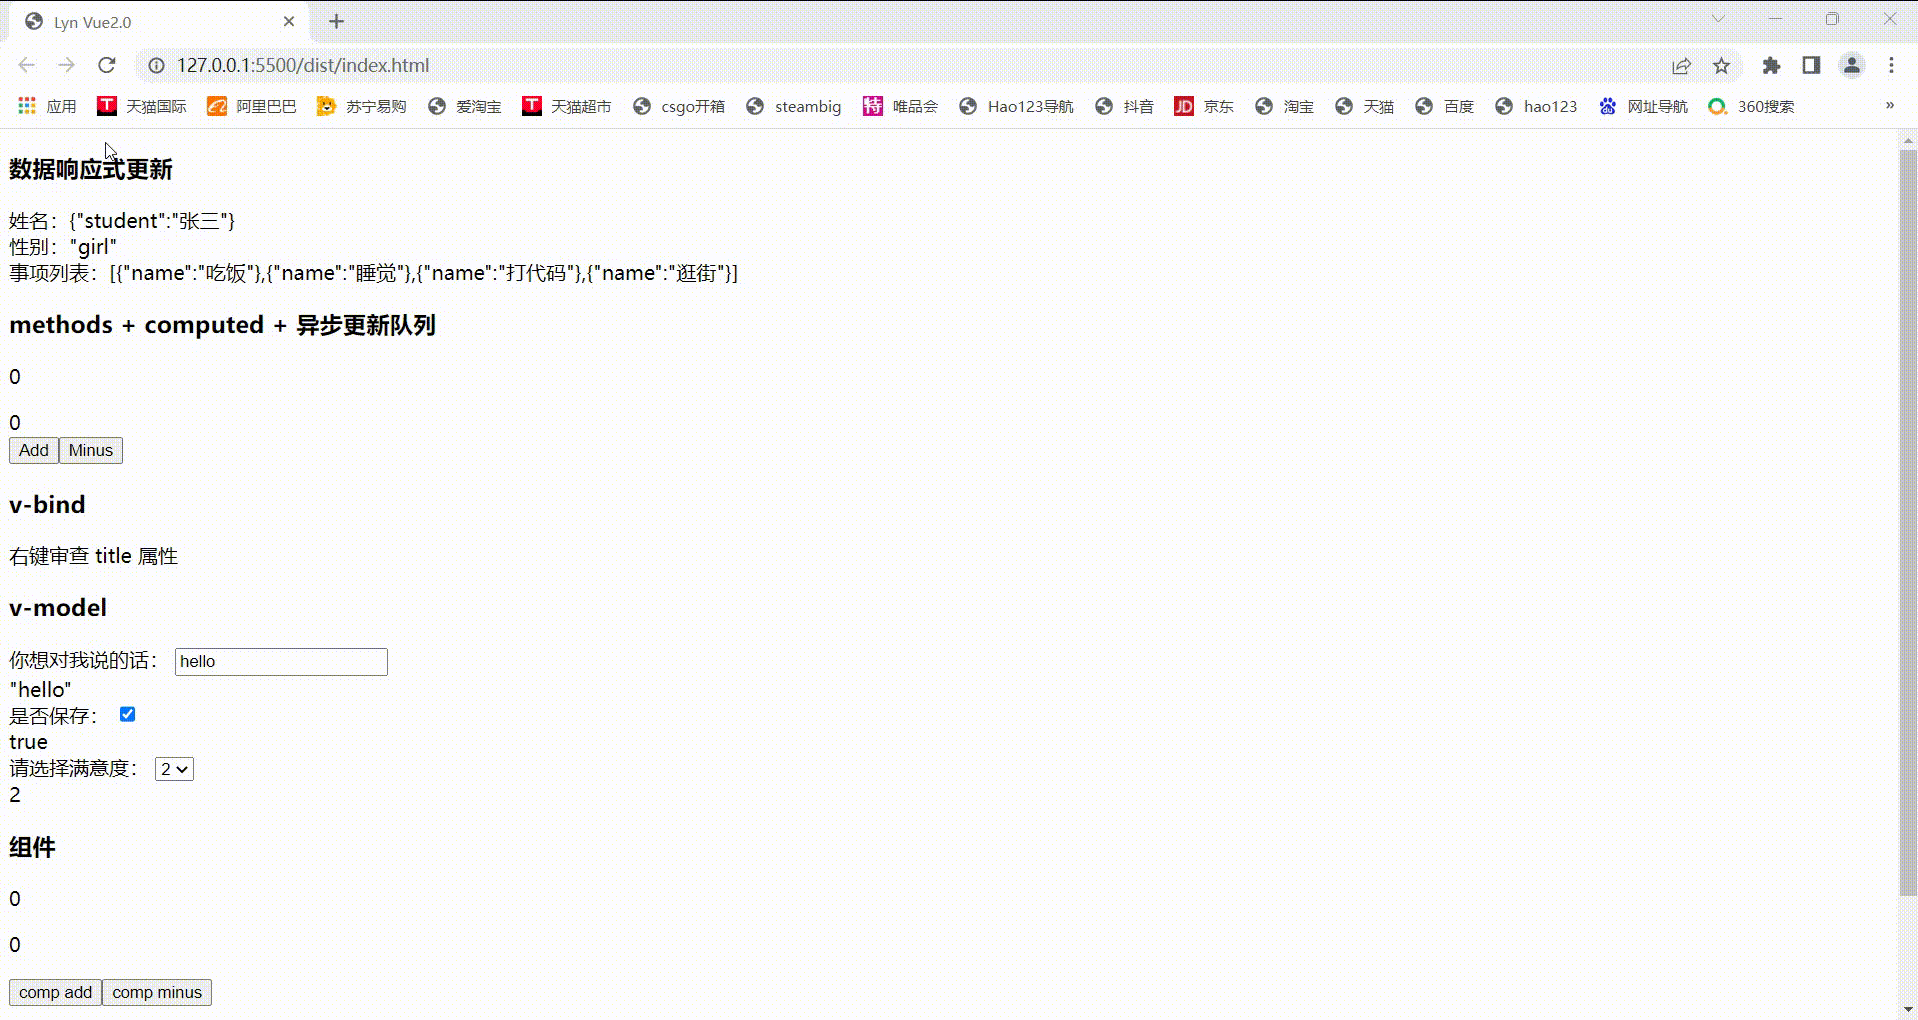 Lyn Vue2.0
127.0.0.1:5500/dist/index.html
应用 天猫国际 阿里巴巴 苏宁易购 爱淘宝 天猫超市 csgo开箱 steambig 特 唯品会 Hao123导航 抖音 JD 京东 淘宝 天猫 百度 hao123 网址导航 360搜索 »
数据响应式更新
姓名：{"student":"张三"}
性别："girl"
事项列表：[{"name":"吃饭"},{"name":"睡觉"},{"name":"打代码"},{"name":"逛街"}]
methods + computed + 异步更新队列
0
0
Add Minus
v-bind
右键审查 title 属性
v-model
你想对我说的话： hello
"hello"
是否保存：
true
请选择满意度： 2
2
组件
0
0
comp add comp minus